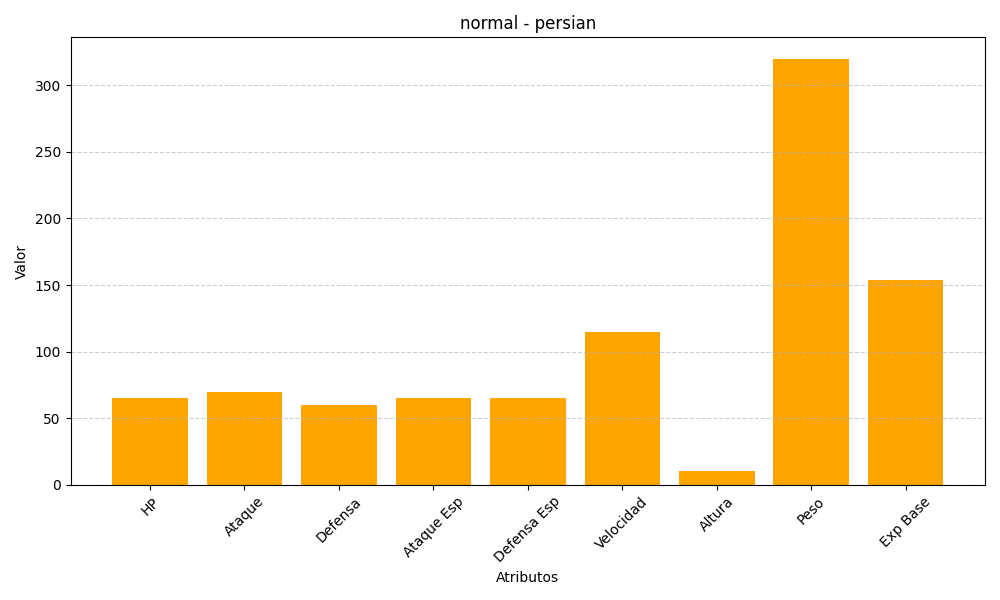 normal - persian
Valor
300
250
200
150
100
50
0
HP
Ataque
Defensa
Ataque Esp
Defensa Esp
Velocidad
Altura
Peso
Exp Base
Atributos